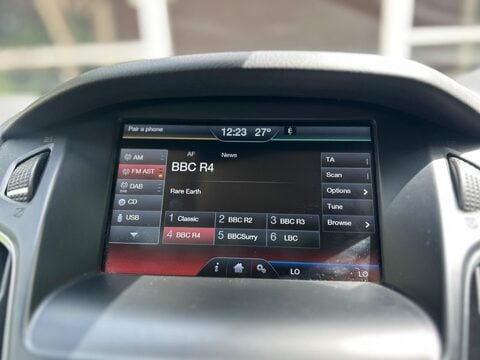 Pair a phone 12:23 27°
AF News
AM
BBC R4
TA
FM AST
Scan
DAB
Rare Earth
Options >
CD
Tune
USB
1 Classic 2 BBC R2 3 BBC R3
Browse >
4 BBC R4 5 BBCSurry 6 LBC
i LO LO